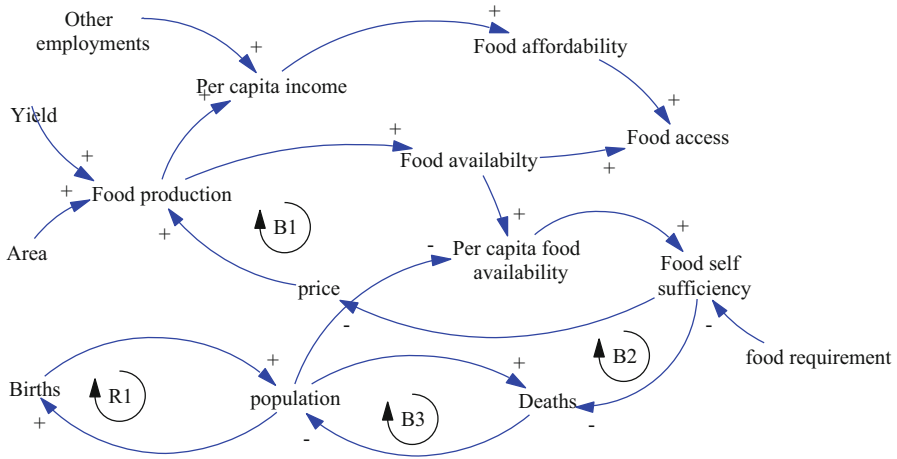 Other
employments
+
+
Food affordability
Per capita income
+
+
Yield
+
Food access
+
Food availabilty
+
+
+
Food production
+
B1
+
Area
-
Per capita food
availability
+
Food self
sufficiency
price
-
-
B2
food requirement
+
+
Births
R1
population
B3
Deaths
+
-
-